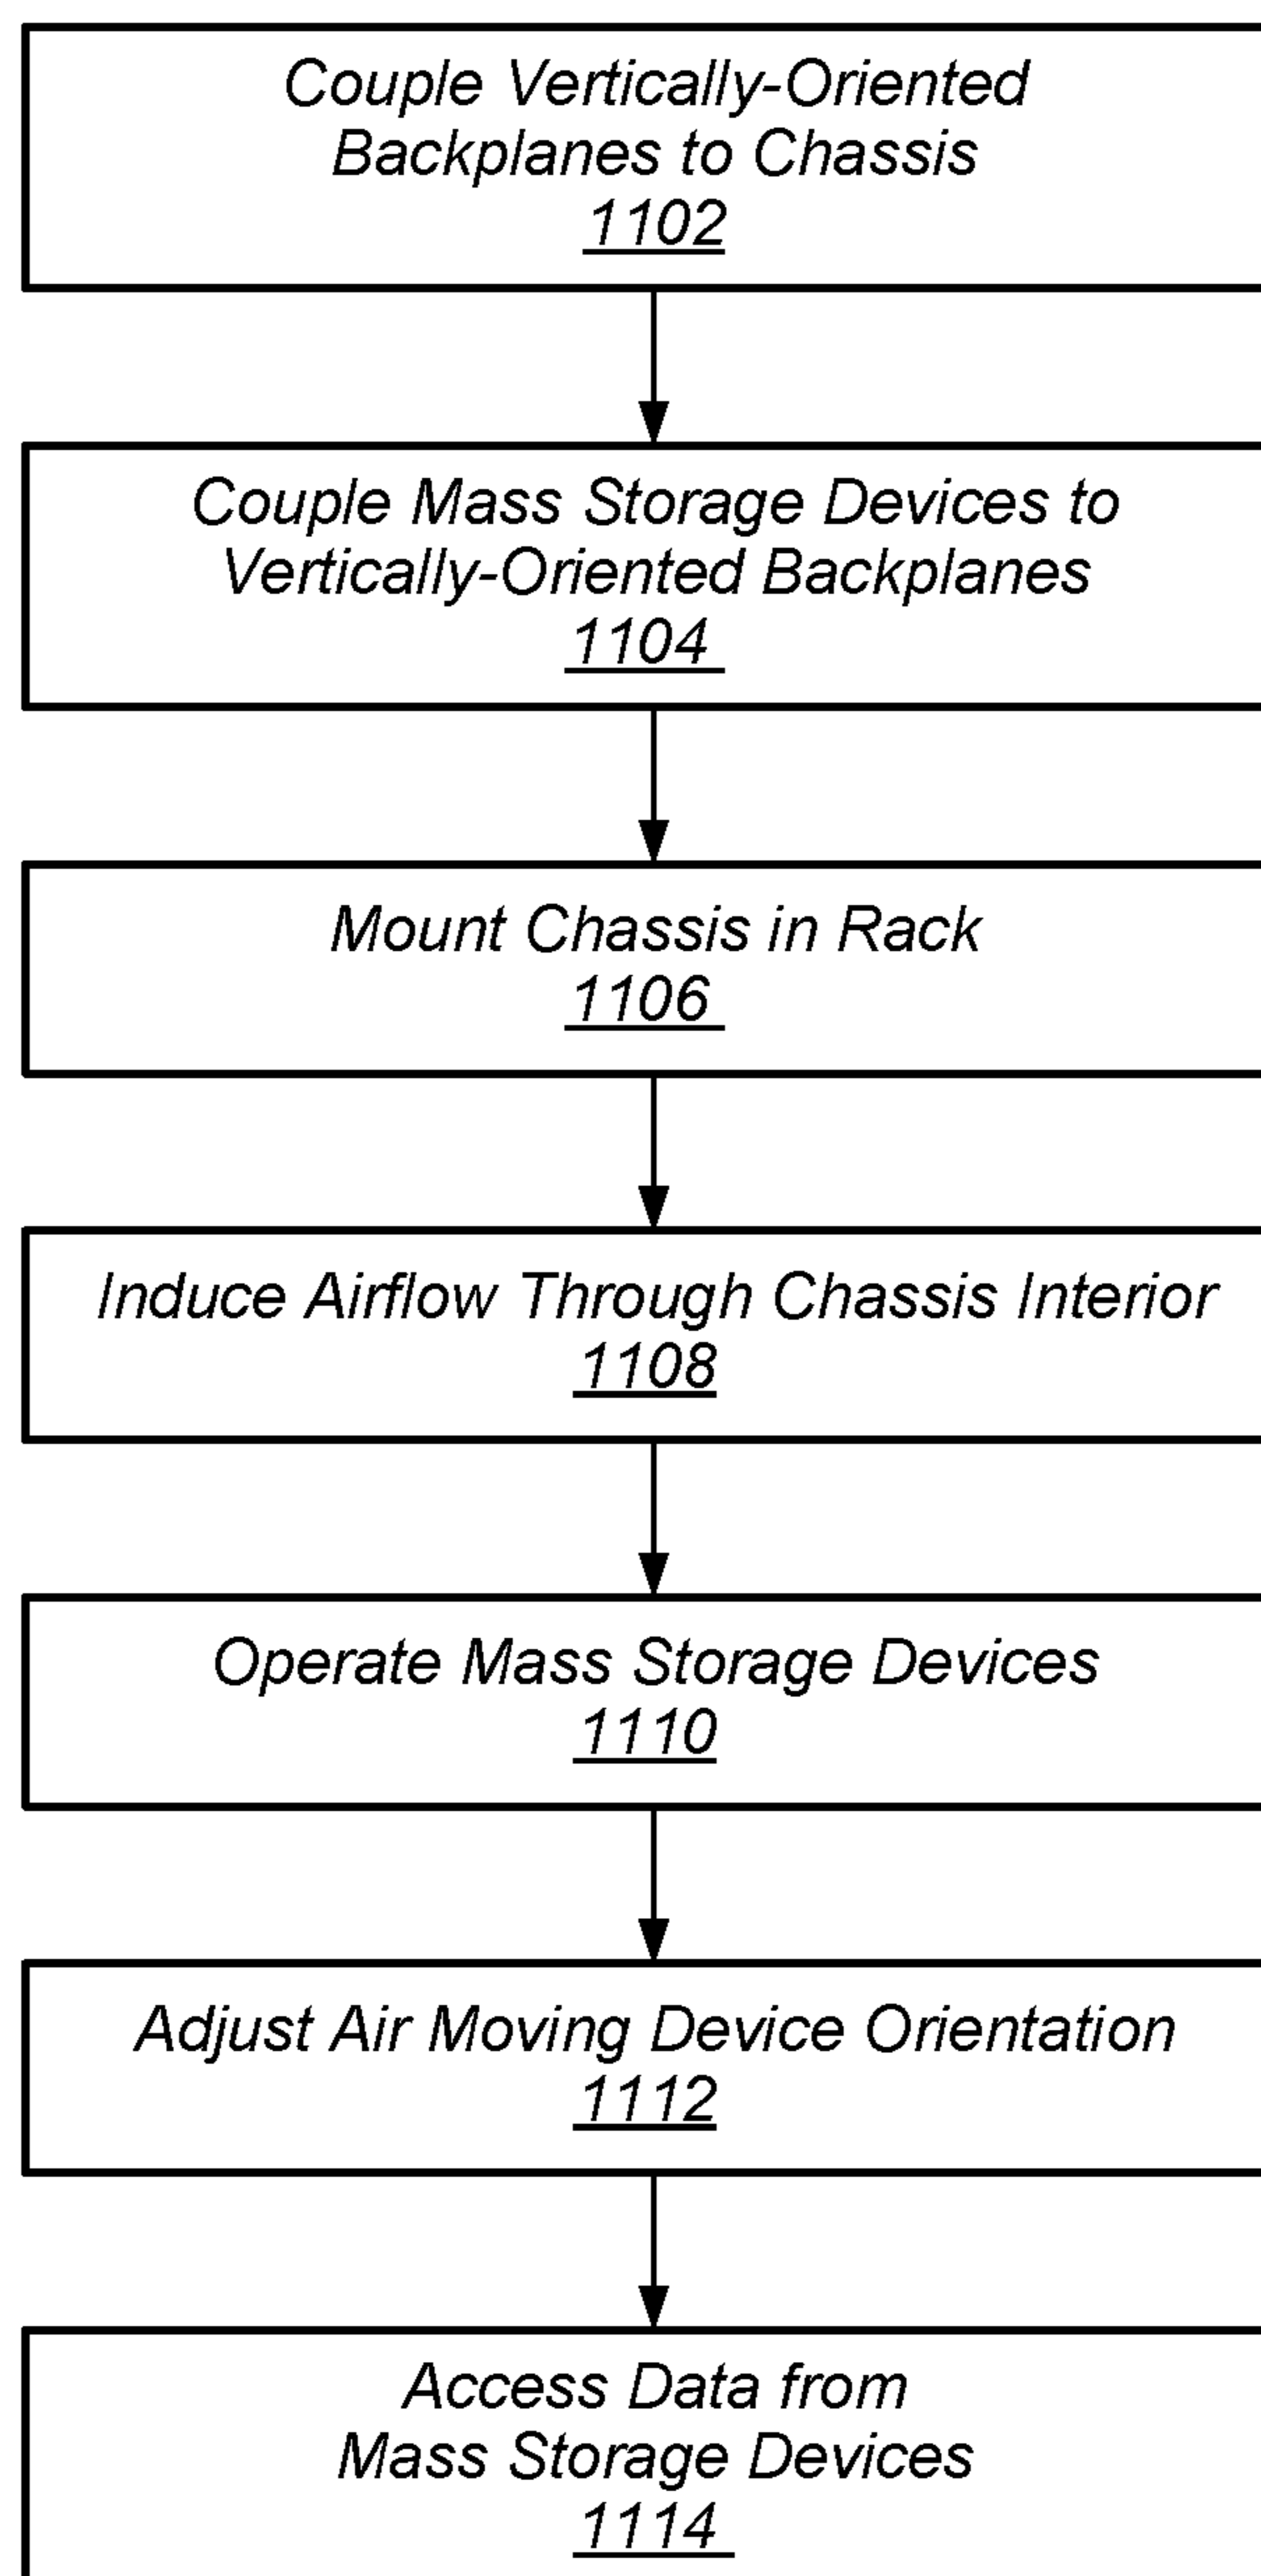 Couple Vertically-Oriented
Backplanes to Chassis
1102
Couple Mass Storage Devices to
Vertically-Oriented Backplanes
1104
Mount Chassis in Rack
1106
Induce Airflow Through Chassis Interior
1108
Operate Mass Storage Devices
1110
Adjust Air Moving Device Orientation
1112
Access Data from
Mass Storage Devices
1114